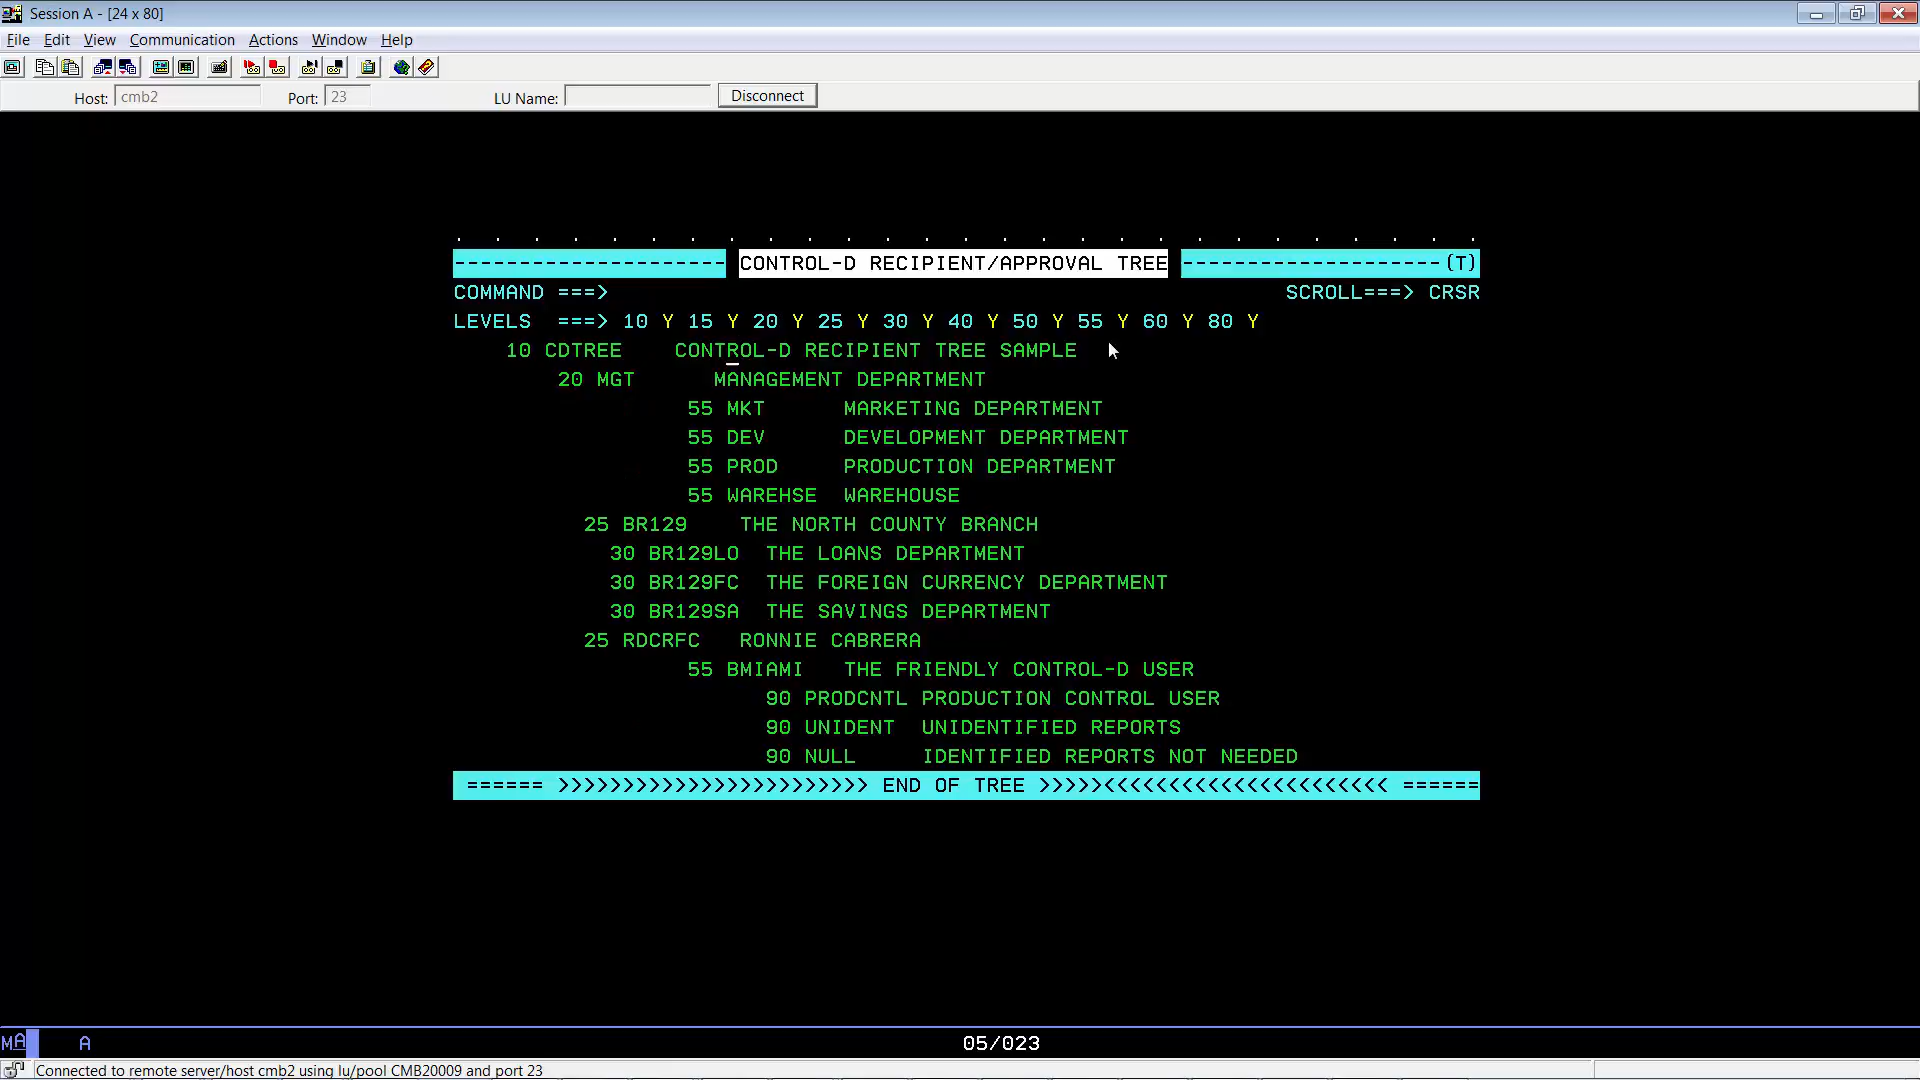 Session A - [24 x 80]
File Edit View Communication Actions Window Help
Host: cmb2 Port: 23 LU Name: Disconnect
--------------------- CONTROL-D RECIPIENT/APPROVAL TREE --------------------(T)
COMMAND ===> SCROLL===> CRSR
LEVELS ===> 10 Y 15 Y 20 Y 25 Y 30 Y 40 Y 50 Y 55 Y 60 Y 80 Y
10 CDTREE CONTROL-D RECIPIENT TREE SAMPLE
20 MGT MANAGEMENT DEPARTMENT
55 MKT MARKETING DEPARTMENT
55 DEV DEVELOPMENT DEPARTMENT
55 PROD PRODUCTION DEPARTMENT
55 WAREHSE WAREHOUSE
25 BR129 THE NORTH COUNTY BRANCH
30 BR129LO THE LOANS DEPARTMENT
30 BR129FC THE FOREIGN CURRENCY DEPARTMENT
30 BR129SA THE SAVINGS DEPARTMENT
25 RDCRFC RONNIE CABRERA
55 BMIAMI THE FRIENDLY CONTROL-D USER
90 PRODCNTL PRODUCTION CONTROL USER
90 UNIDENT UNIDENTIFIED REPORTS
90 NULL IDENTIFIED REPORTS NOT NEEDED
====== >>>>>>>>>>>>>>>>>>>>>>>> END OF TREE >>>>><<<<<<<<<<<<<<<<<<<<<< ======
MA A 05/023
Connected to remote server/host cmb2 using lu/pool CMB20009 and port 23